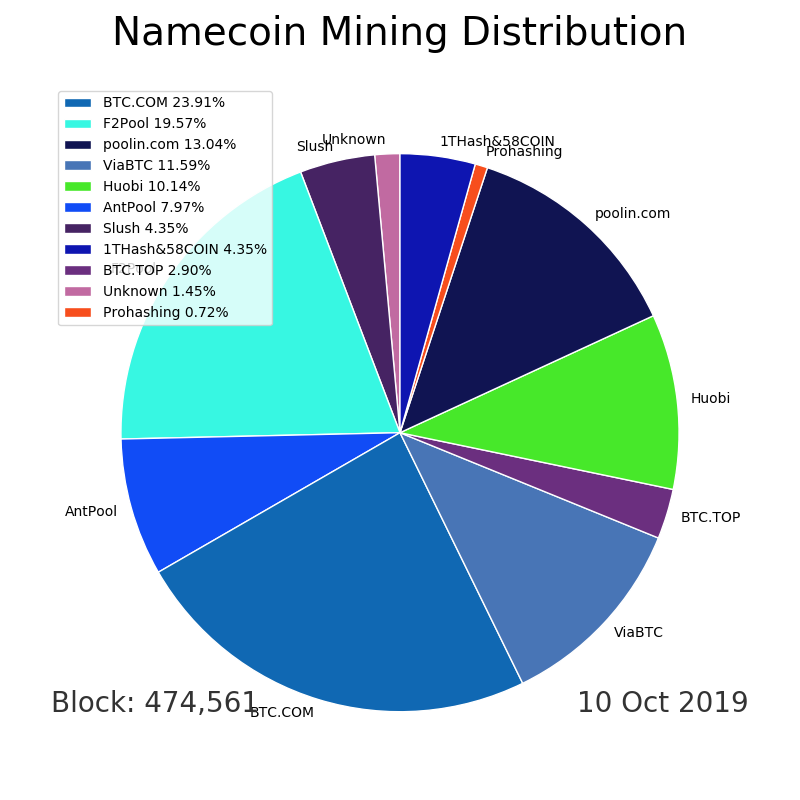 Namecoin Mining Distribution
BTC.COM 23.91%
F2Pool 19.57%
poolin.com 13.04%
ViaBTC 11.59%
Huobi 10.14%
AntPool 7.97%
Slush 4.35%
1THash&58COIN 4.35%
BTC.TOP 2.90%
Unknown 1.45%
Prohashing 0.72%
Slush
Unknown
1THash&58COIN
Prohashing
poolin.com
Huobi
BTC.TOP
ViaBTC
BTC.COM
AntPool
Block: 474,561
10 Oct 2019